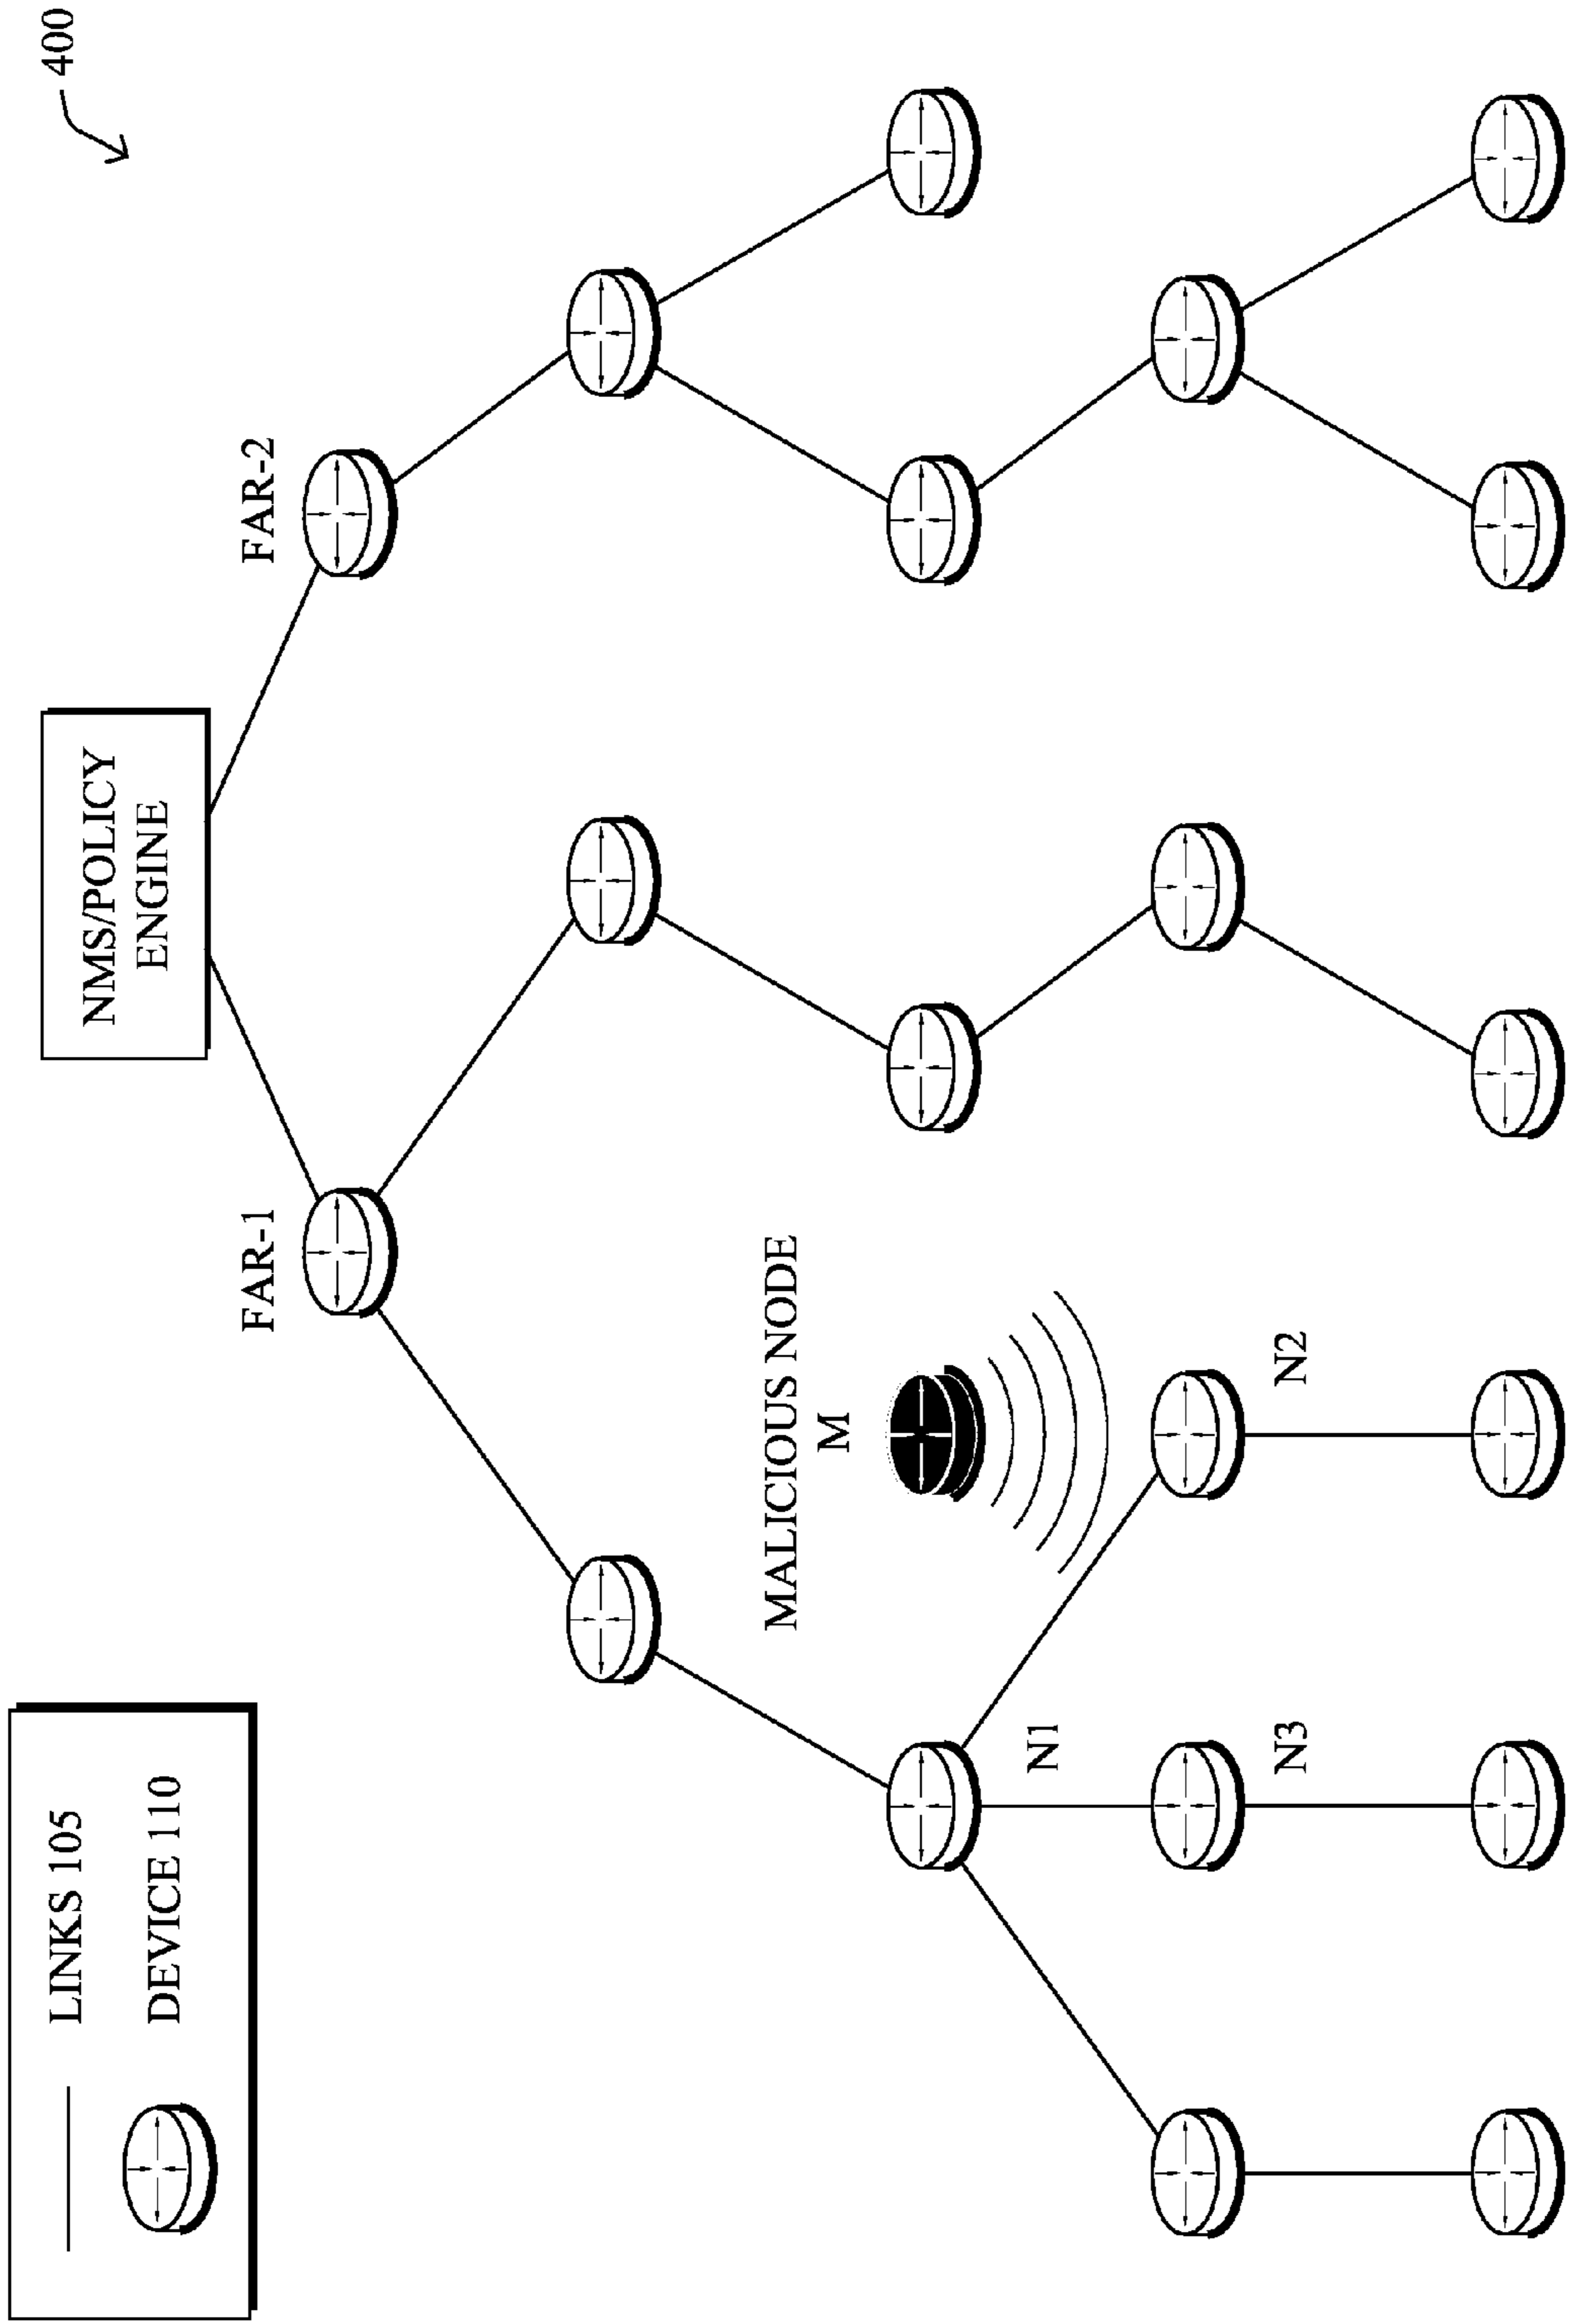 LINKS 105
DEVICE 110
NMS/POLICY
ENGINE
400
FAR-1
FAR-2
MALICIOUS NODE
M
N1
N3
N2